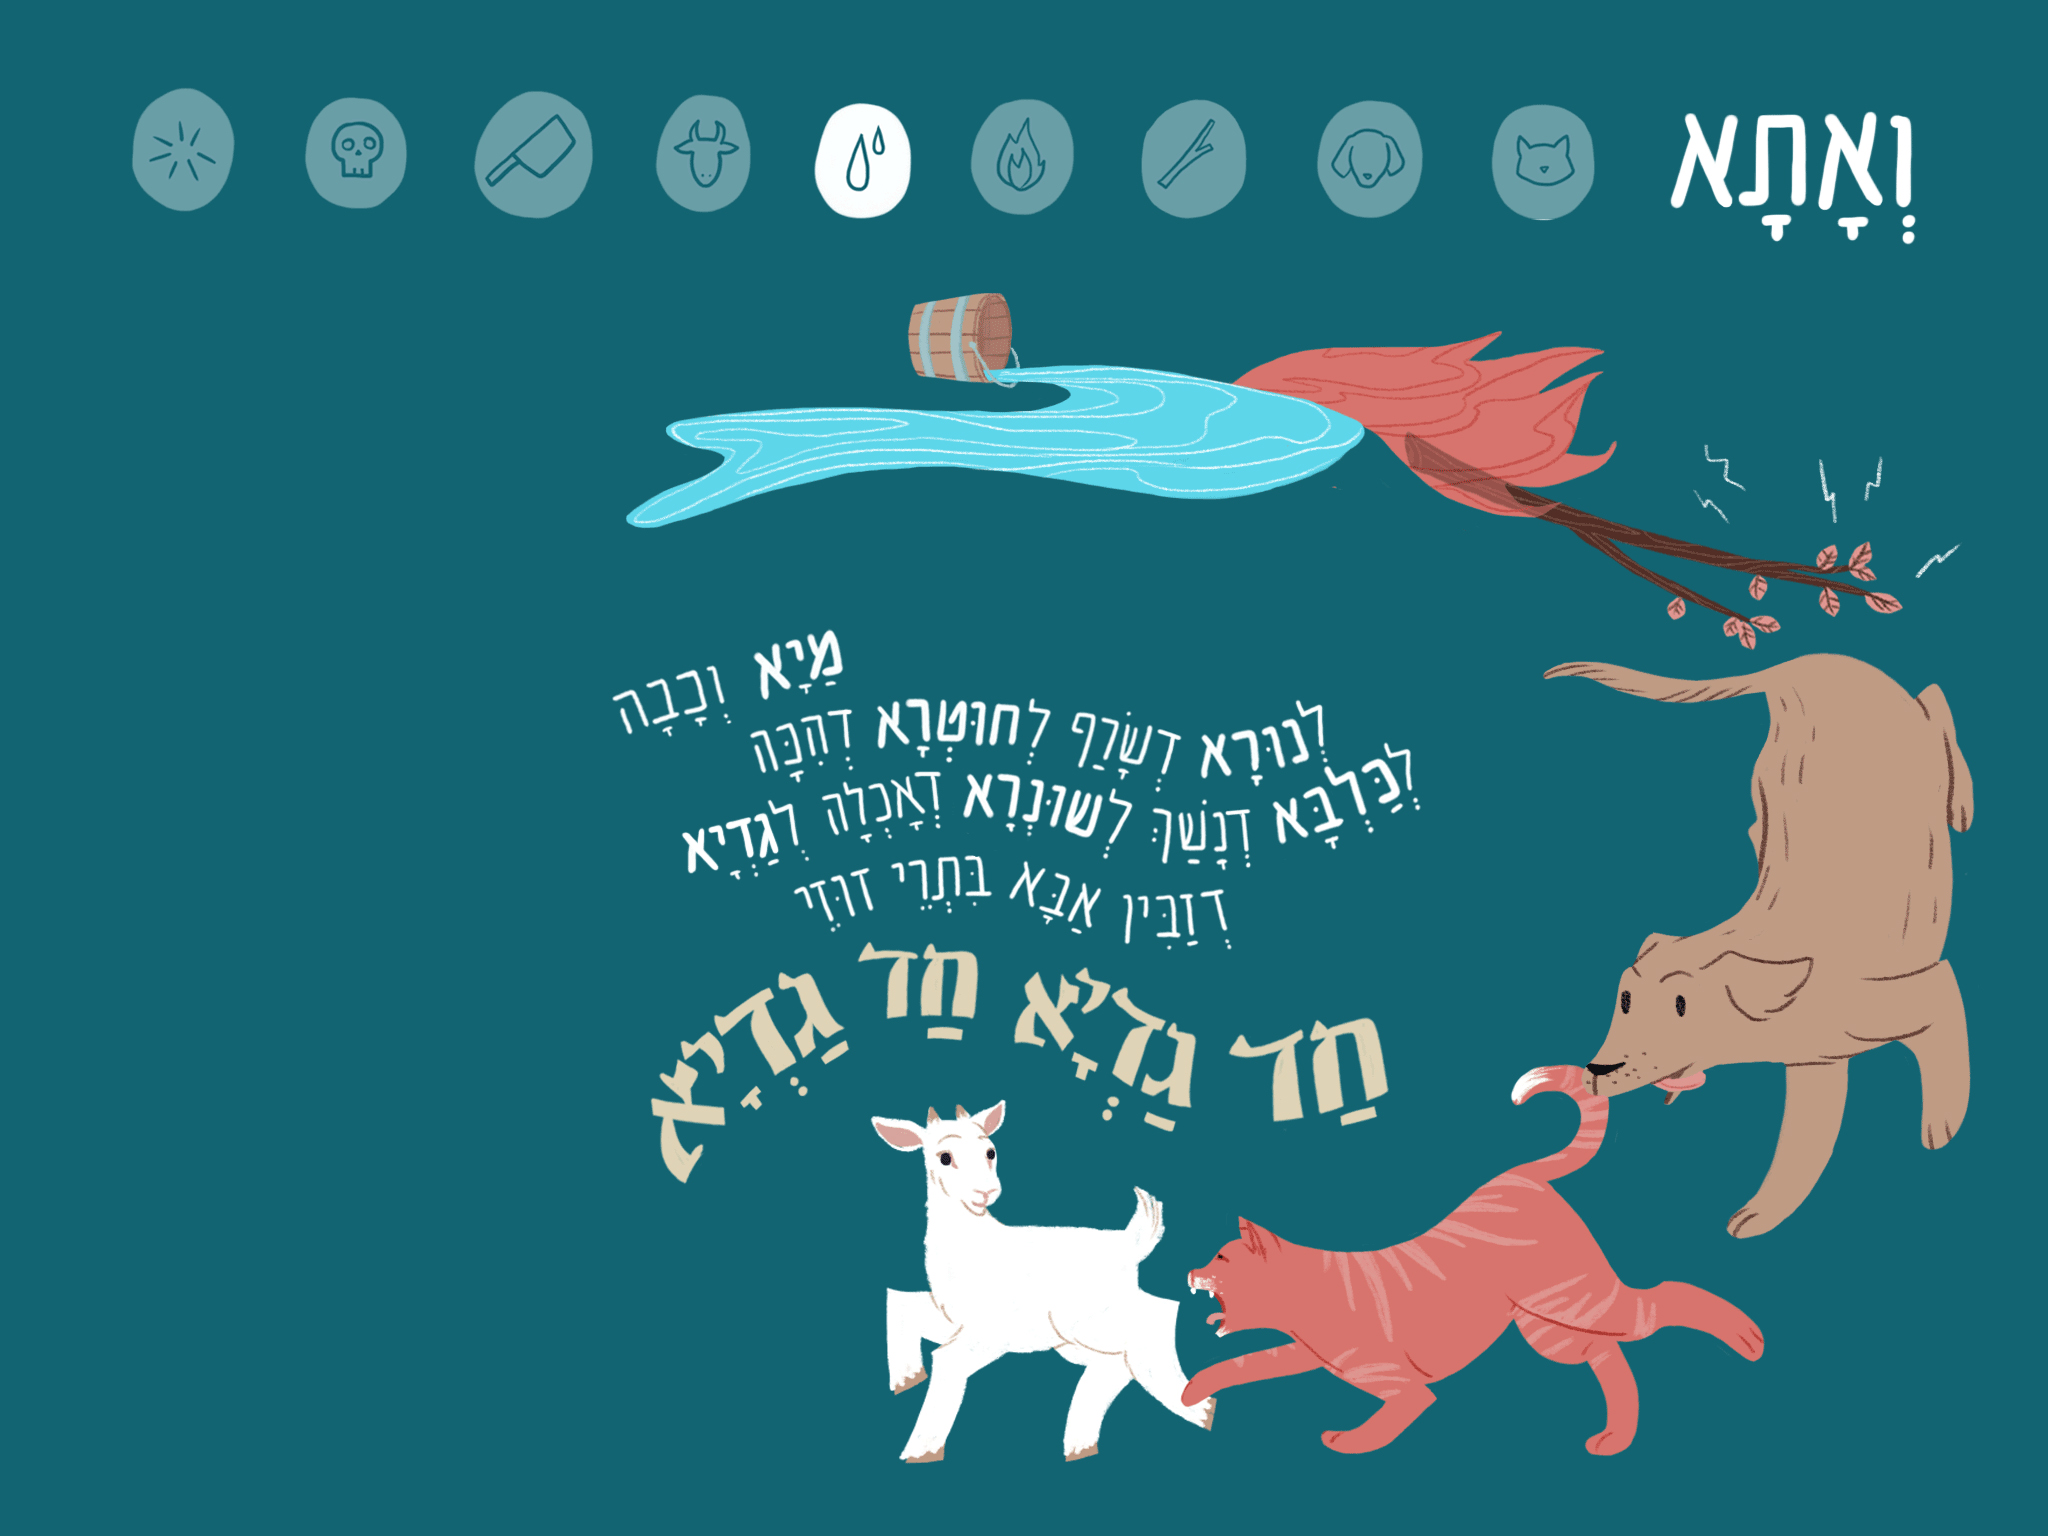 וְאָתָא
מַיָא וְכָבָה
לְנוּרָא דְשָׂרַף לְחוּטְרָא דְהִכָּה
לְכַּלְבָּא דְנָשַׁךְ לְשׁוּנְרָא דְאָכְלָה לְגַדְיָא
דְזַבִּין אַבָּא בִּתְרֵי זוּזֵי
חַד גַּדְיָא חַד גַּדְיָא